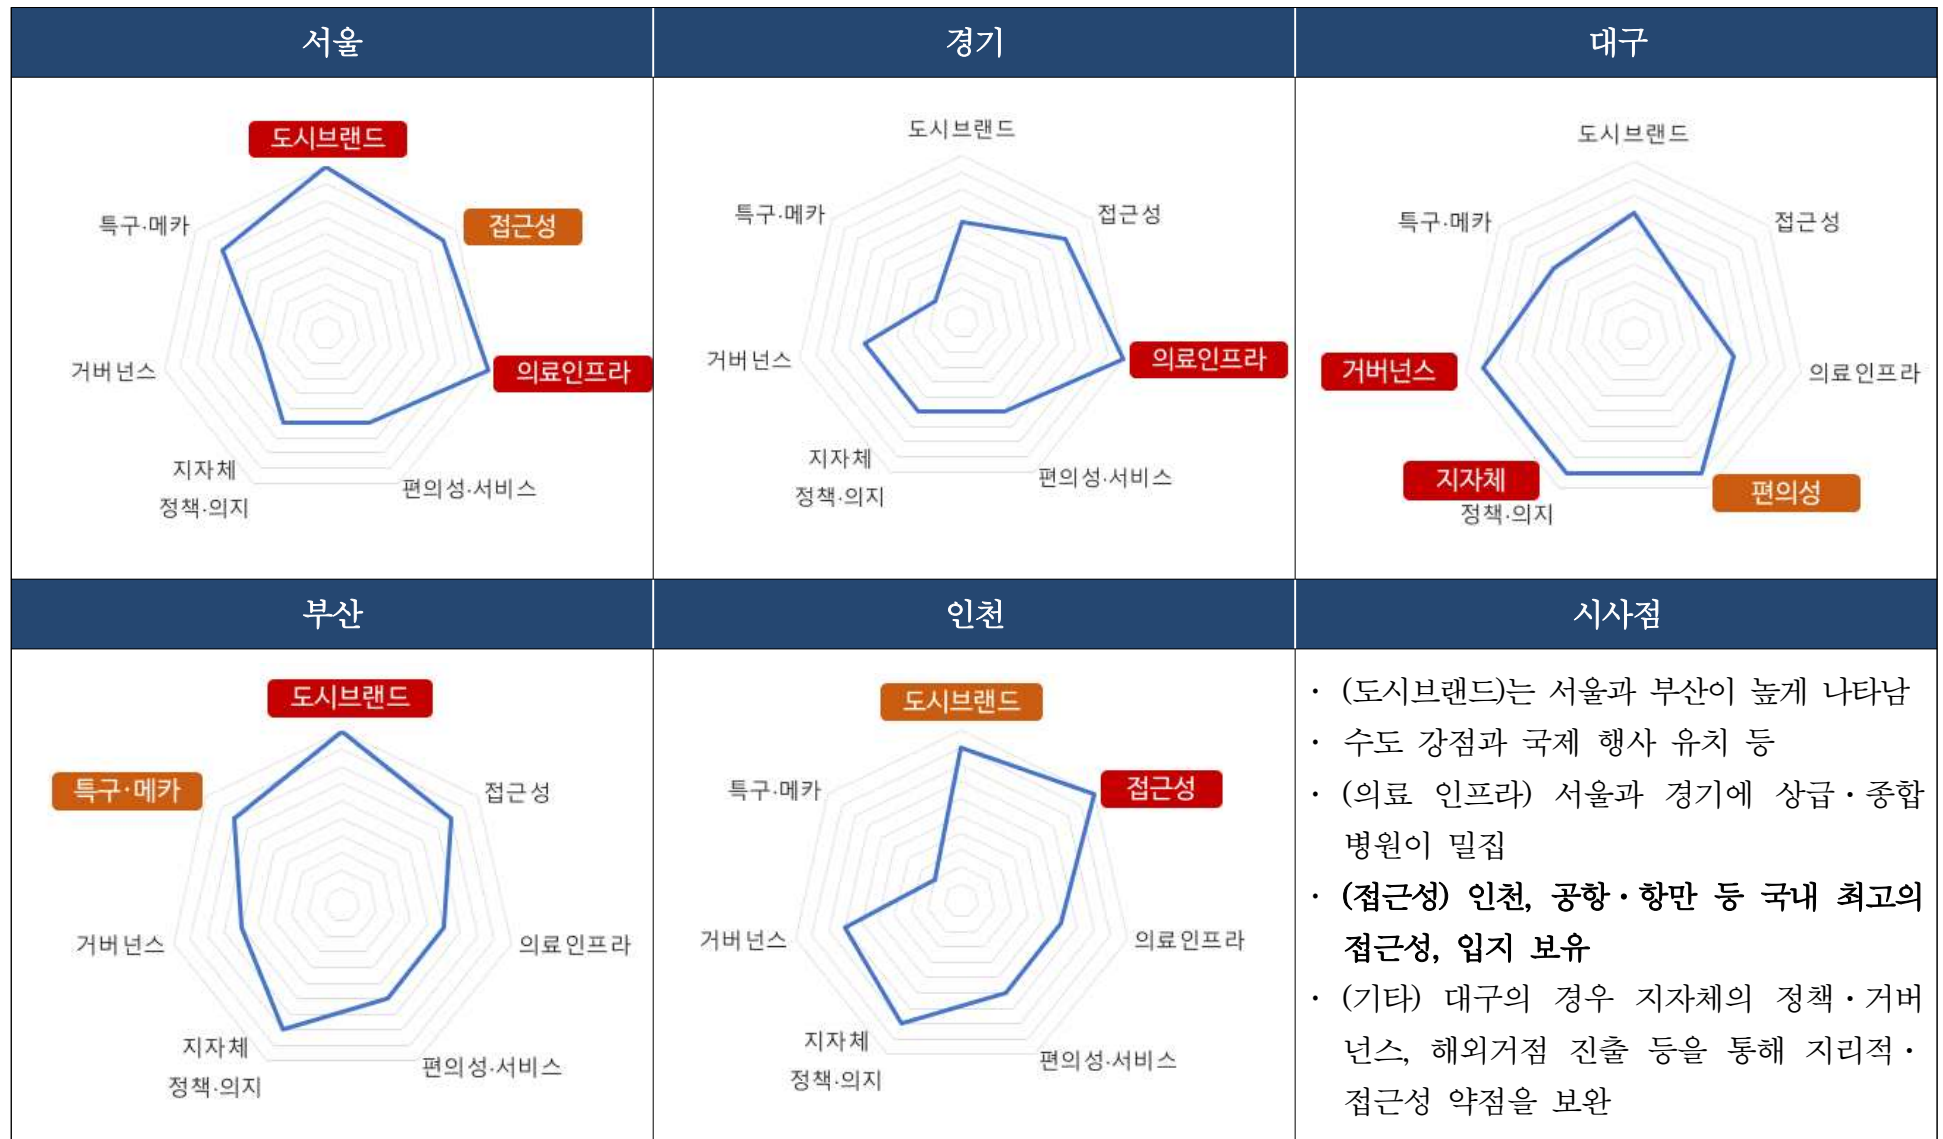 서울
도시브랜드
접근성
특구·메카
의료인프라
거버넌스
지자체
정책·의지
편의성·서비스
경기
도시브랜드
접근성
특구·메카
의료인프라
거버넌스
지자체
정책·의지
편의성·서비스
대구
도시브랜드
접근성
특구·메카
의료인프라
거버넌스
지자체
정책·의지
편의성
부산
도시브랜드
접근성
특구·메카
의료인프라
거버넌스
지자체
정책·의지
편의성·서비스
인천
도시브랜드
접근성
특구·메카
의료인프라
거버넌스
지자체
정책·의지
편의성·서비스
시사점
· (도시브랜드)는 서울과 부산이 높게 나타남
· 수도 강점과 국제 행사 유치 등
· (의료 인프라) 서울과 경기에 상급·종합
병원이 밀집
· (접근성) 인천, 공항·항만 등 국내 최고의
접근성, 입지 보유
· (기타) 대구의 경우 지자체의 정책·거버
넌스, 해외거점 진출 등을 통해 지리적·
접근성 약점을 보완